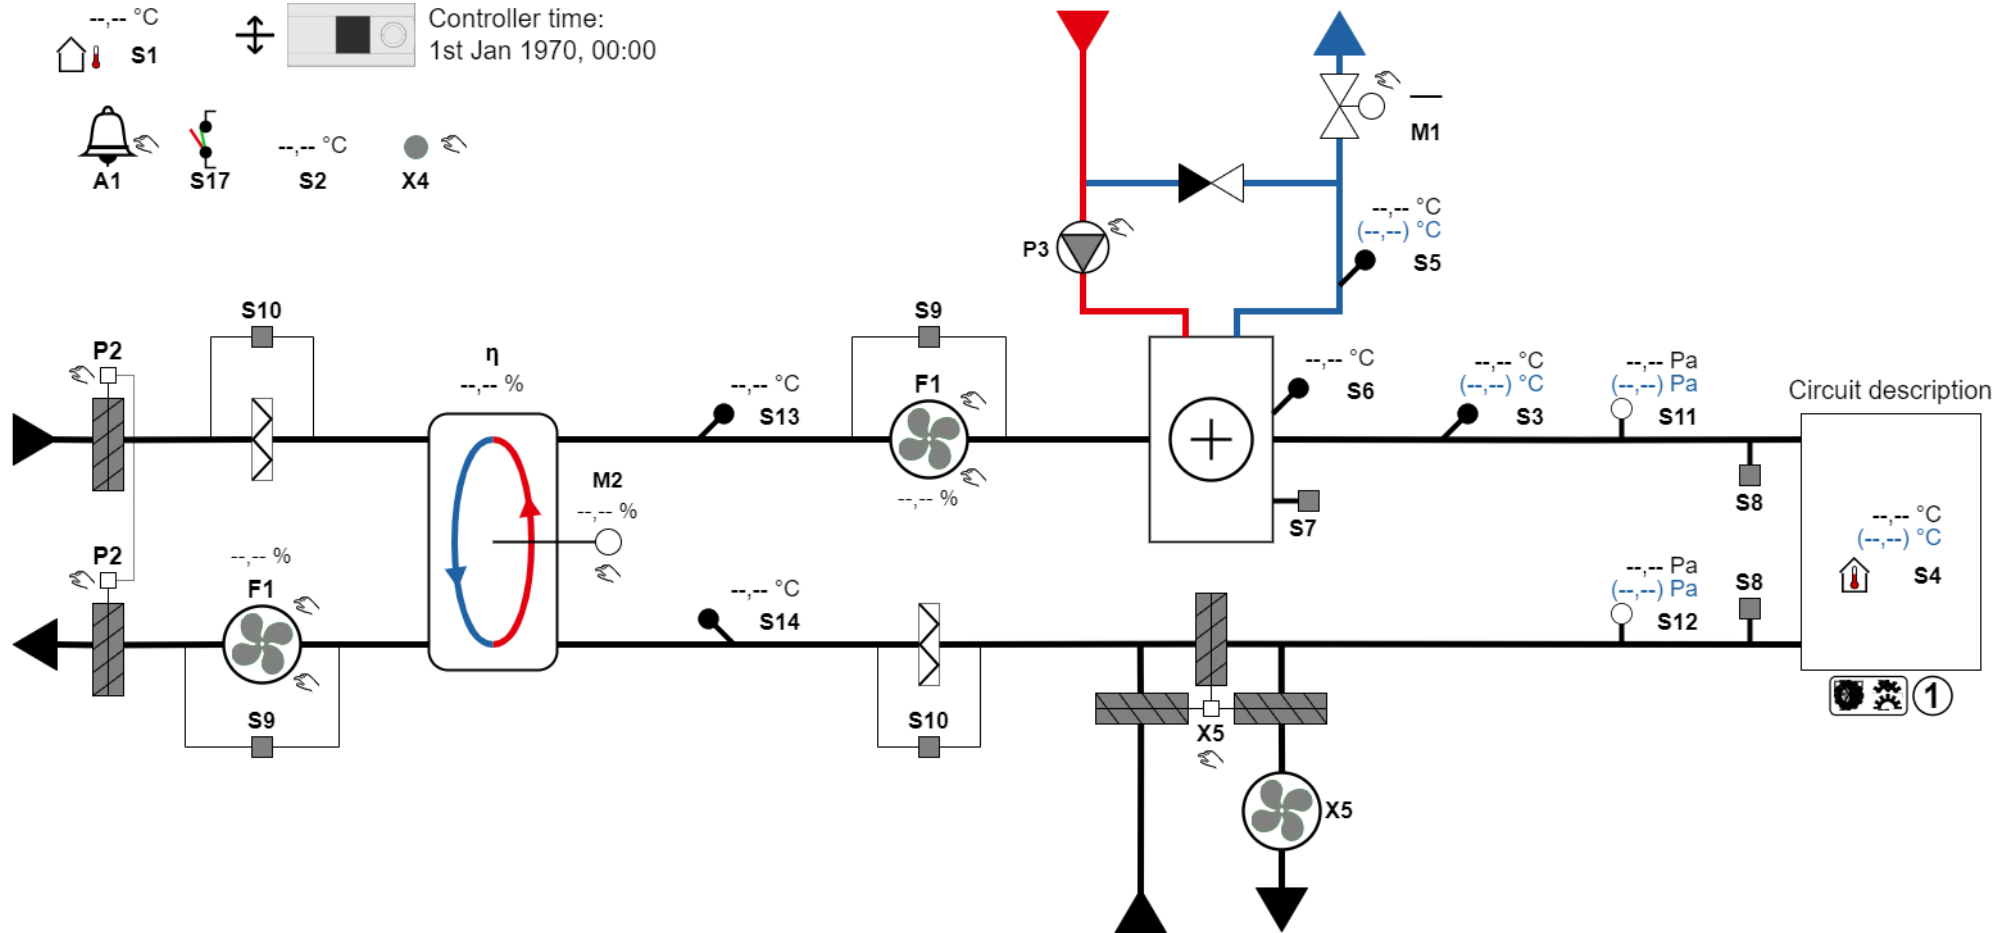 --,-- °C
S1
Controller time:
1st Jan 1970, 00:00
A1
S17
--,-- °C
S2
X4
M1
--,-- °C
(--,--) °C
S5
P3
S10
P2
η
--,-- %
--,-- °C
S13
S9
F1
--,-- %
--,-- °C
S6
--,-- °C
(--,--) °C
S3
--,-- Pa
(--,--) Pa
S11
Circuit description
M2
--,-- %
S7
S8
--,-- °C
(--,--) °C
S4
P2
--,-- %
F1
--,-- °C
S14
--,-- Pa
(--,--) Pa
S12
S8
S9
S10
X5
X5
1